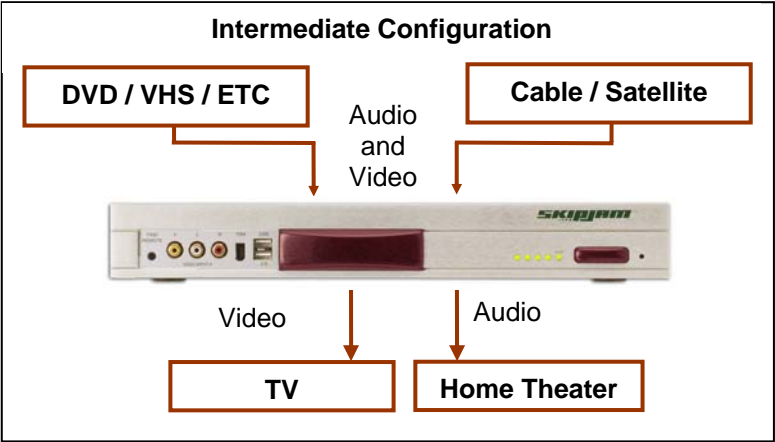 Intermediate Configuration
DVD / VHS / ETC
Cable / Satellite
Audio
and
Video
SKIPJAM
Video
Audio
TV
Home Theater